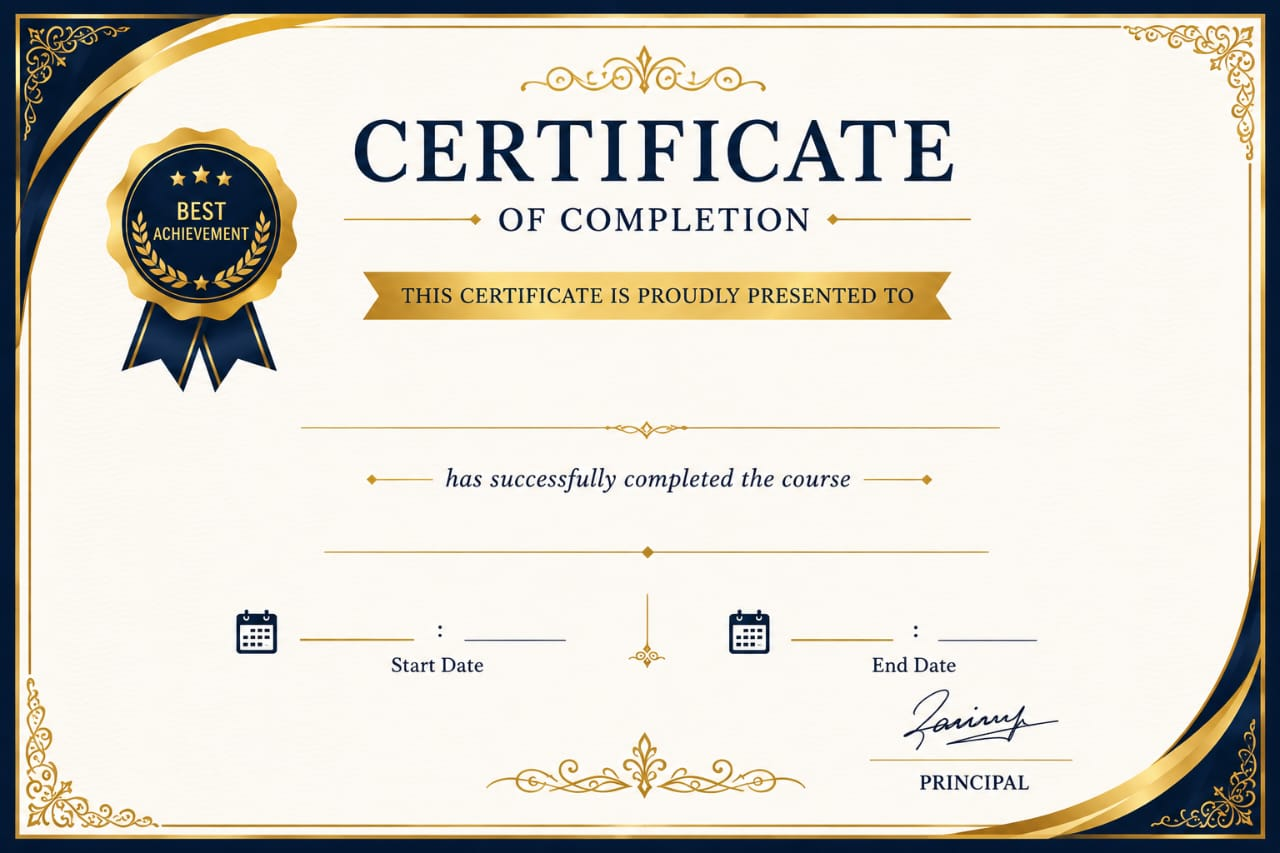 BEST
ACHIEVEMENT
CERTIFICATE
OF COMPLETION
THIS CERTIFICATE IS PROUDLY PRESENTED TO
has successfully completed the course
:
Start Date
:
End Date
PRINCIPAL